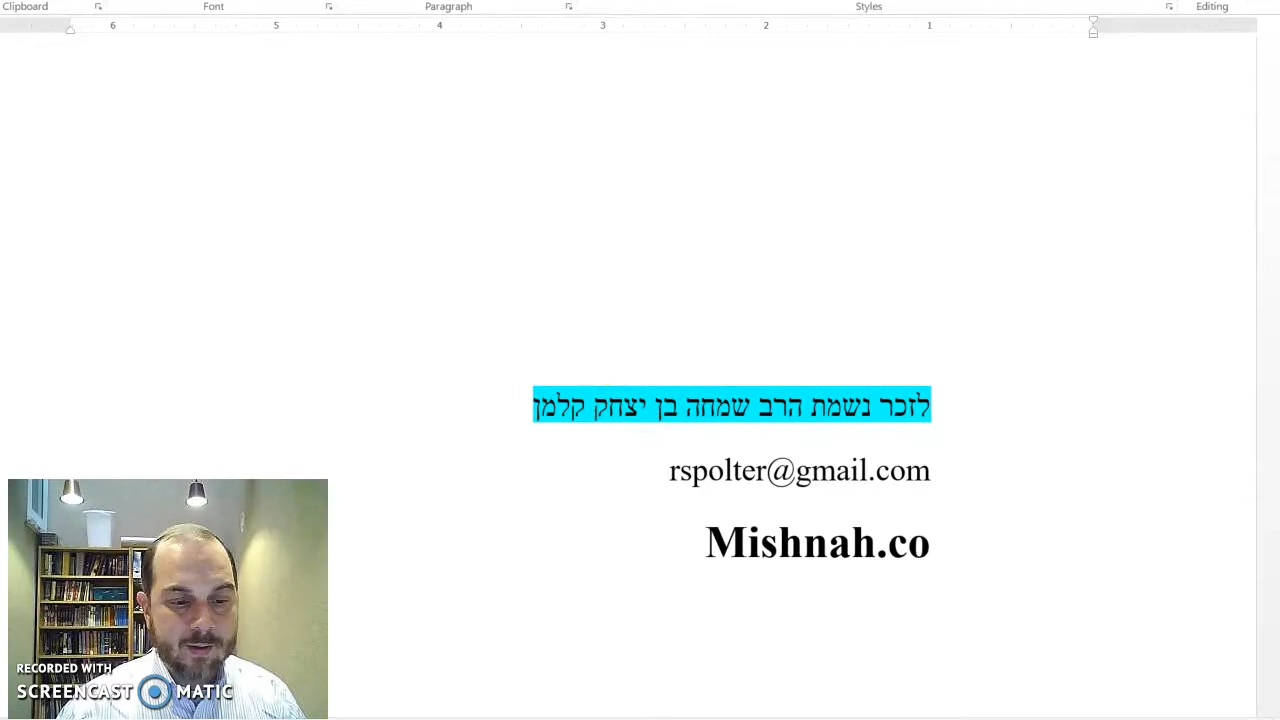 Clipboard Font Paragraph Styles Editing
6 5 4 3 2 1
לזכר נשמת הרב שמחה בן יצחק קלמן
rspolter@gmail.com
Mishnah.co
RECORDED WITH
SCREENCAST MATIC